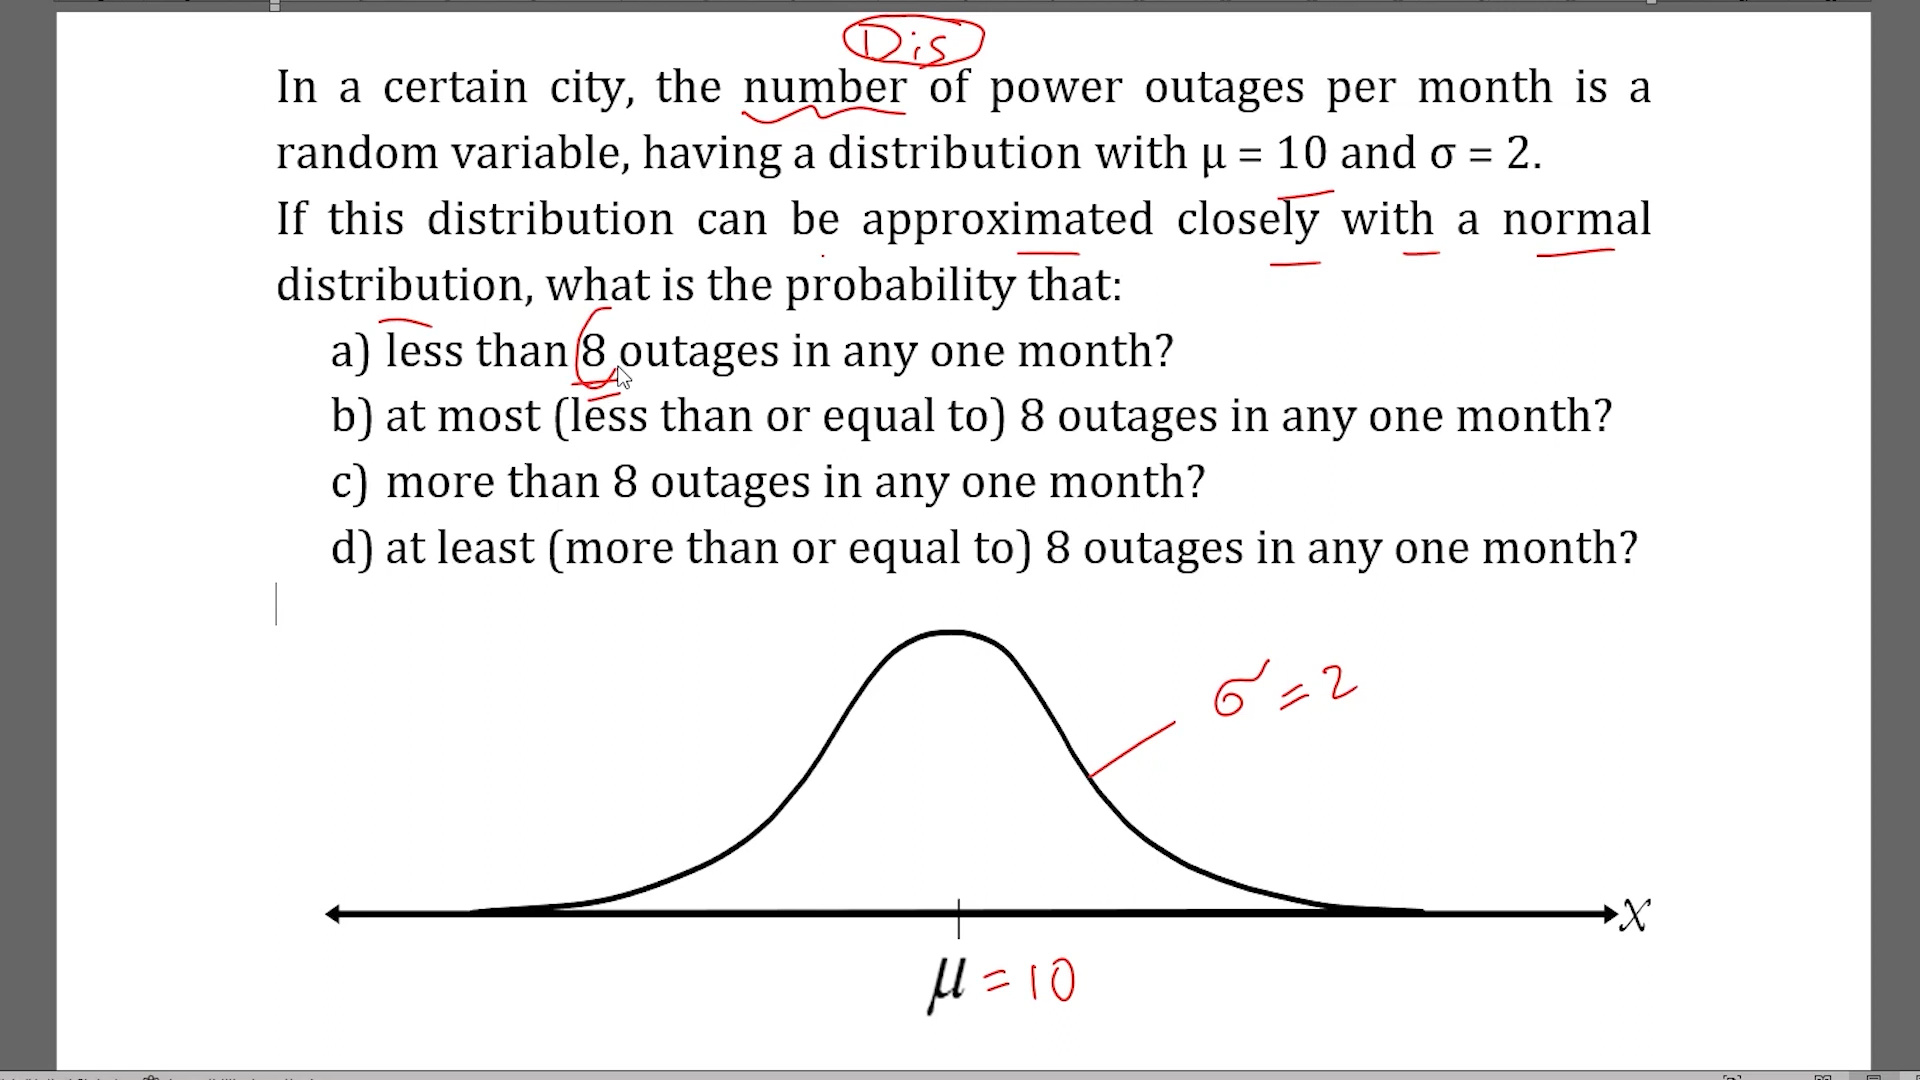 Dis
In a certain city, the number of power outages per month is a
random variable, having a distribution with μ = 10 and σ = 2.
If this distribution can be approximated closely with a normal
distribution, what is the probability that:
a) less than 8 outages in any one month?
b) at most (less than or equal to) 8 outages in any one month?
c) more than 8 outages in any one month?
d) at least (more than or equal to) 8 outages in any one month?
σ = 2
x
μ = 10